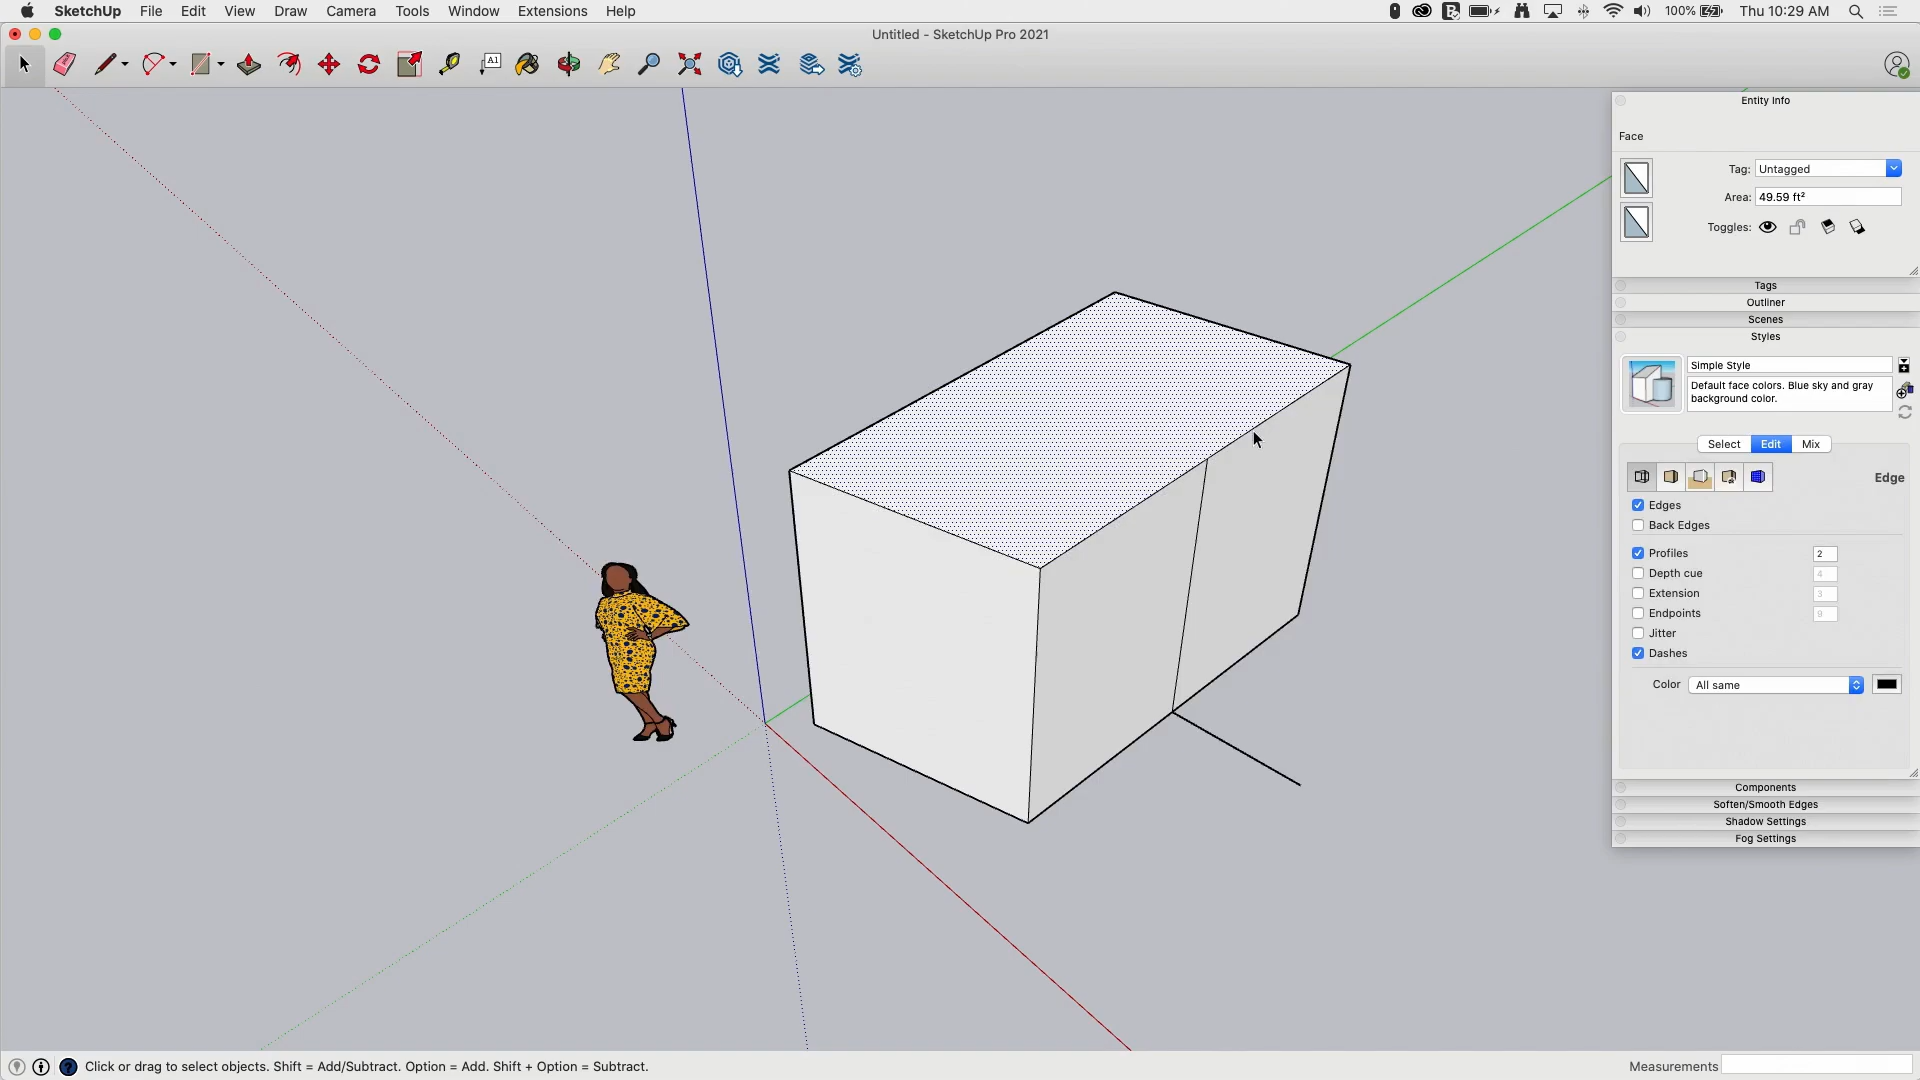 SketchUp File Edit View Draw Camera Tools Window Extensions Help 100% Thu 10:29 AM
Untitled - SketchUp Pro 2021
A1
Entity Info
Face
Tag: Untagged
Area: 49.59 ft²
Toggles:
Tags
Outliner
Scenes
Styles
Simple Style
Default face colors. Blue sky and gray
background color.
Select Edit Mix
Edge
Edges
Back Edges
Profiles 2
Depth cue 4
Extension 3
Endpoints 9
Jitter
Dashes
Color All same
Components
Soften/Smooth Edges
Shadow Settings
Fog Settings
Click or drag to select objects. Shift = Add/Subtract. Option = Add. Shift + Option = Subtract.
Measurements